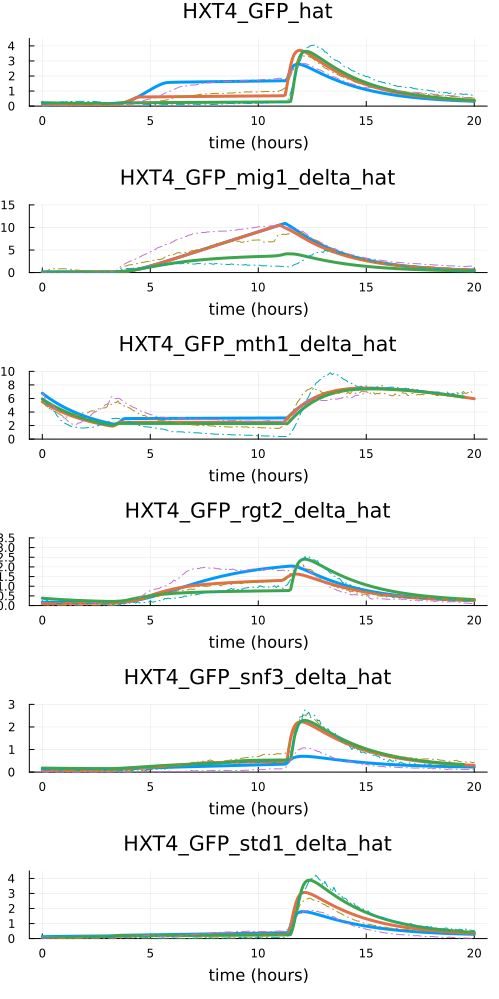 HXT4_GFP_hat
4
3
2
1
0
0 5 10 15 20
time (hours)
HXT4_GFP_mig1_delta_hat
15
10
5
0
0 5 10 15 20
time (hours)
HXT4_GFP_mth1_delta_hat
10
8
6
4
2
0
0 5 10 15 20
time (hours)
HXT4_GFP_rgt2_delta_hat
3.5
3.0
2.5
2.0
1.5
1.0
0.5
0.0
0 5 10 15 20
time (hours)
HXT4_GFP_snf3_delta_hat
3
2
1
0
0 5 10 15 20
time (hours)
HXT4_GFP_std1_delta_hat
4
3
2
1
0
0 5 10 15 20
time (hours)